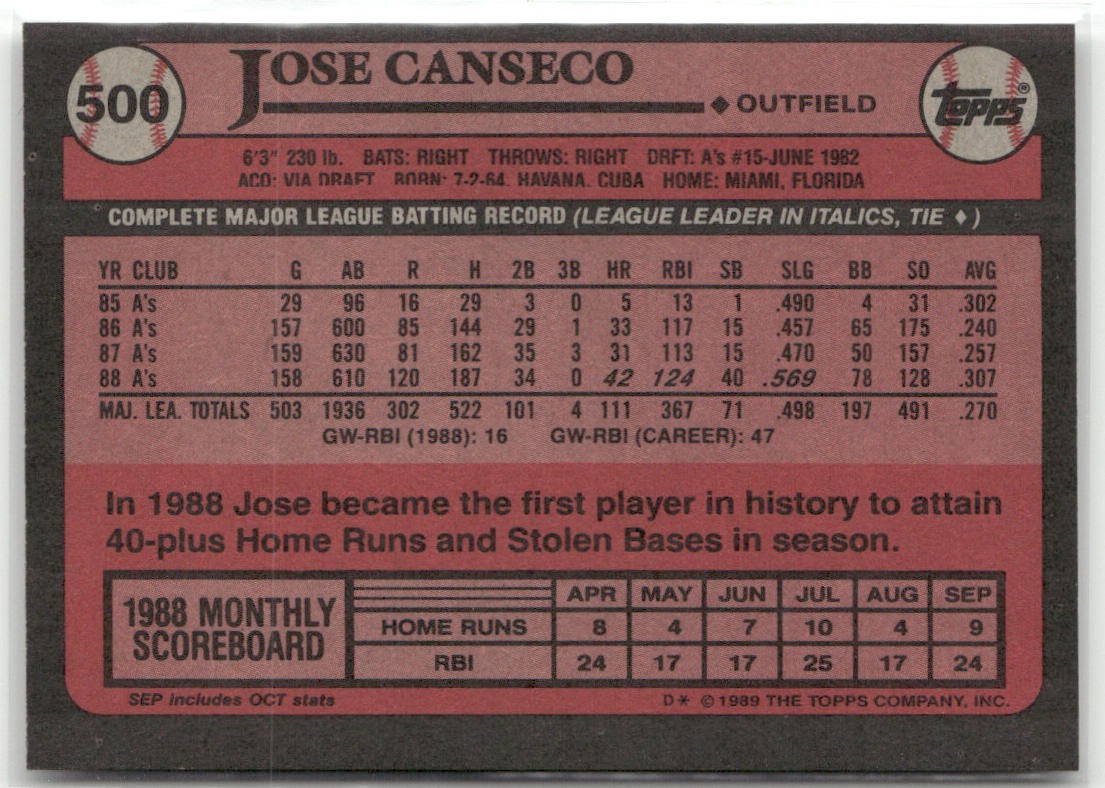 500 JOSE CANSECO
◆ OUTFIELD
TOPPS®
6'3" 230 lb. BATS: RIGHT THROWS: RIGHT DRFT: A's #15-JUNE 1982
ACQ: VIA DRAFT BORN: 7-2-64, HAVANA, CUBA HOME: MIAMI, FLORIDA
COMPLETE MAJOR LEAGUE BATTING RECORD (LEAGUE LEADER IN ITALICS, TIE ♦)
YR CLUB G AB R H 2B 3B HR RBI SB SLG BB SO AVG
85 A's 29 96 16 29 3 0 5 13 1 .490 4 31 .302
86 A's 157 600 85 144 29 1 33 117 15 .457 65 175 .240
87 A's 159 630 81 162 35 3 31 113 15 .470 50 157 .257
88 A's 158 610 120 187 34 0 42 124 40 .569 78 128 .307
MAJ. LEA. TOTALS 503 1936 302 522 101 4 111 367 71 .498 197 491 .270
GW-RBI (1988): 16 GW-RBI (CAREER): 47
In 1988 Jose became the first player in history to attain
40-plus Home Runs and Stolen Bases in season.
1988 MONTHLY
SCOREBOARD
APR MAY JUN JUL AUG SEP
HOME RUNS 8 4 7 10 4 9
RBI 24 17 17 25 17 24
SEP includes OCT stats
D* ©1989 THE TOPPS COMPANY, INC.